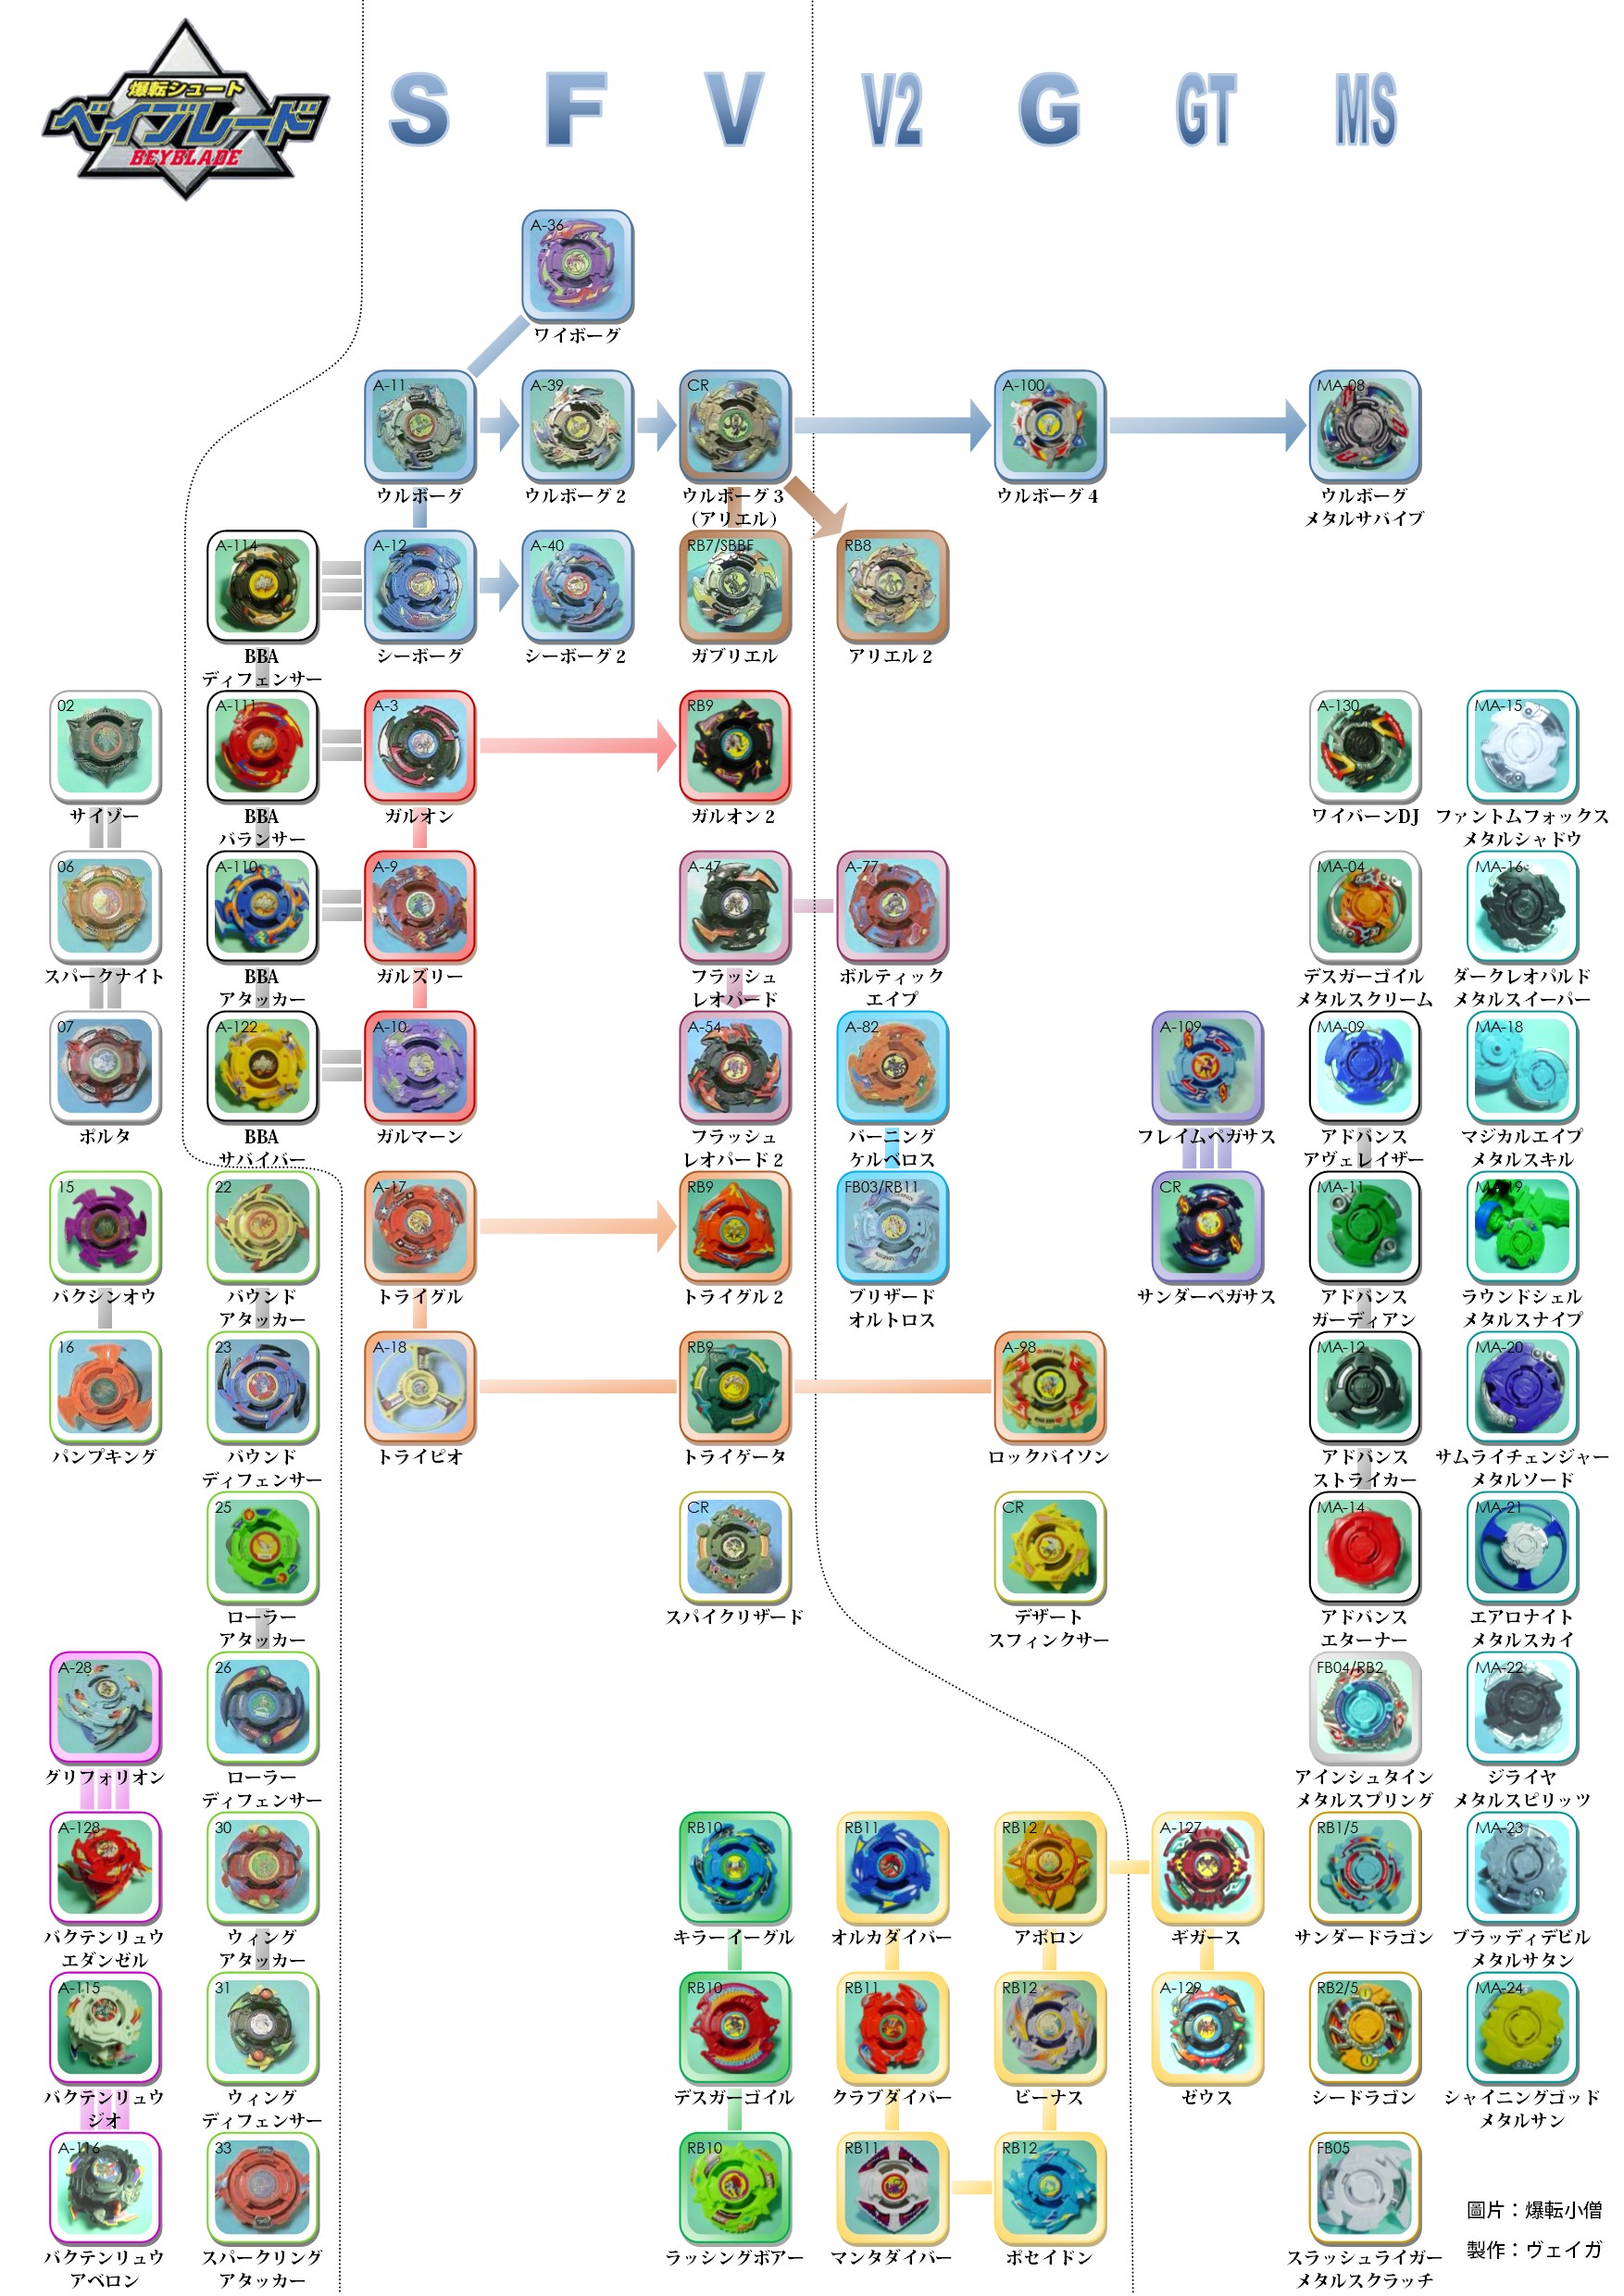 爆転シュート
ベイブレード
BEYBLADE
S F V V2 G GT MS
A-36
ワイボーグ
A-11 A-39 CR A-100 MA-08
ウルボーグ ウルボーグ2 ウルボーグ3 ウルボーグ4 ウルボーグ
(アリエル) メタルサバイブ
A-114 A-12 A-40 RB7/SBBF RB8
BBA シーボーグ シーボーグ2 ガブリエル アリエル2
ディフェンサー
02 A-111 A-3 RB9 A-130 MA-15
サイゾー BBA ガルオン ガルオン2 ワイバーンDJ ファントムフォックス
バランサー メタルシャドウ
06 A-110 A-9 A-47 A-77 MA-04 MA-16
スパークナイト BBA ガルズリー フラッシュ ボルティック デスガーゴイル ダークレオパルド
アタッカー レオパード エイプ メタルスクリーム メタルスイーパー
07 A-122 A-10 A-54 A-82 A-109 MA-09 MA-18
ポルタ BBA ガルマーン フラッシュ バーニング フレイムペガサス アドバンス マジカルエイプ
サバイバー レオパード2 ケルベロス アヴェレイザー メタルスキル
15 22 A-17 RB9 FB03/RB11 CR MA-11 MA-19
バクシンオウ バウンド トライグル トライグル2 ブリザード サンダーペガサス アドバンス ラウンドシェル
アタッカー オルトロス ガーディアン メタルスナイプ
16 23 A-18 RB9 A-98 MA-12 MA-20
パンプキング バウンド トライピオ トライゲータ ロックバイソン アドバンス サムライチェンジャー
ディフェンサー ストライカー メタルソード
25 CR CR MA-14 MA-21
ローラー スパイクリザード デザート アドバンス エアロナイト
アタッカー スフィンクサー エターナー メタルスカイ
A-28 26 FB04/RB2 MA-22
グリフォリオン ローラー アインシュタイン ジライヤ
ディフェンサー メタルスプリング メタルスピリッツ
A-128 30 RB10 RB11 RB12 A-127 RB1/5 MA-23
バクテンリュウ ウィング キラーイーグル オルカダイバー アポロン ギガース サンダードラゴン ブラッディデビル
エダンゼル アタッカー メタルサタン
A-115 31 RB10 RB11 RB12 A-129 RB2/5 MA-24
バクテンリュウ ウィング デスガーゴイル クラブダイバー ビーナス ゼウス シードラゴン シャイニングゴッド
ジオ ディフェンサー メタルサン
A-116 33 RB10 RB11 RB12 FB05
バクテンリュウ スパークリング ラッシングボアー マンタダイバー ポセイドン スラッシュライガー
アベロン アタッカー メタルスクラッチ
圖片：爆転小僧
製作：ヴェイガ